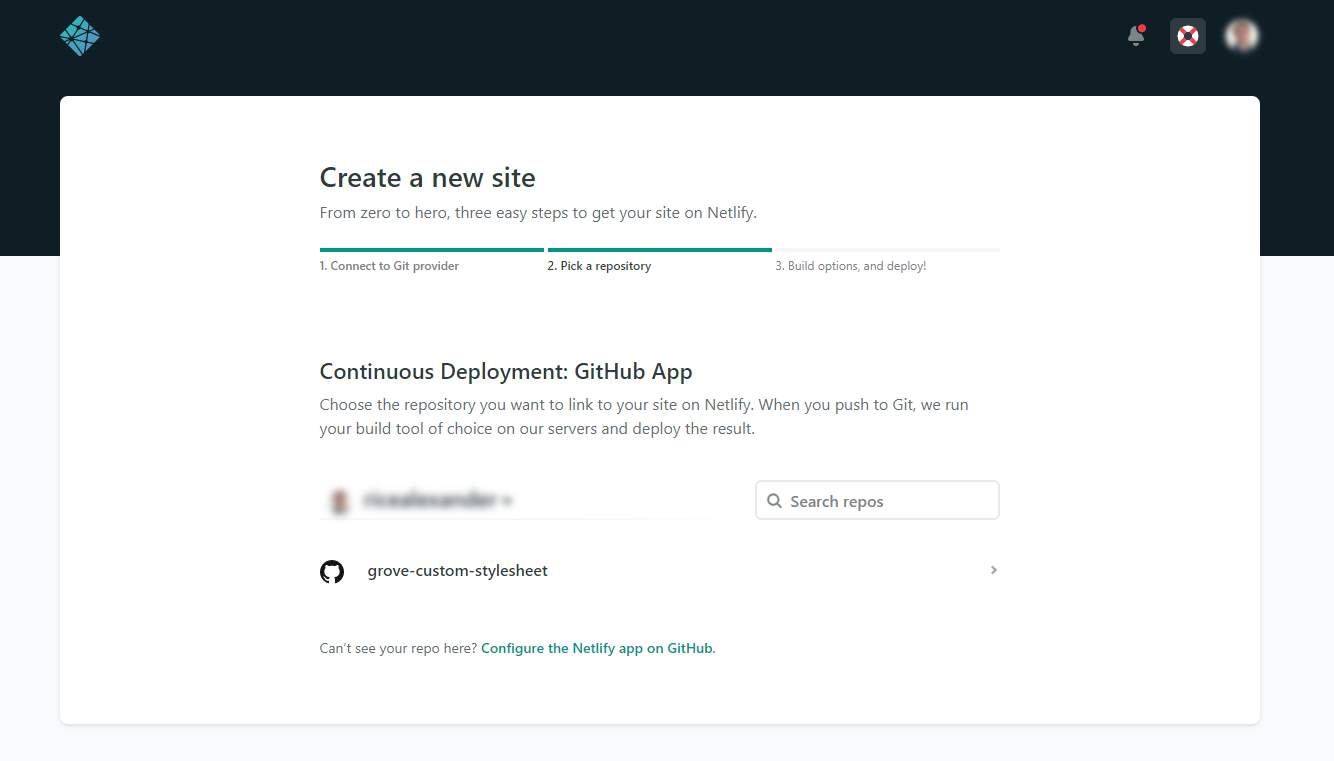 Create a new site
From zero to hero, three easy steps to get your site on Netlify.
1. Connect to Git provider
2. Pick a repository
3. Build options, and deploy!
Continuous Deployment: GitHub App
Choose the repository you want to link to your site on Netlify. When you push to Git, we run
your build tool of choice on our servers and deploy the result.
Search repos
grove-custom-stylesheet
Can’t see your repo here? Configure the Netlify app on GitHub.